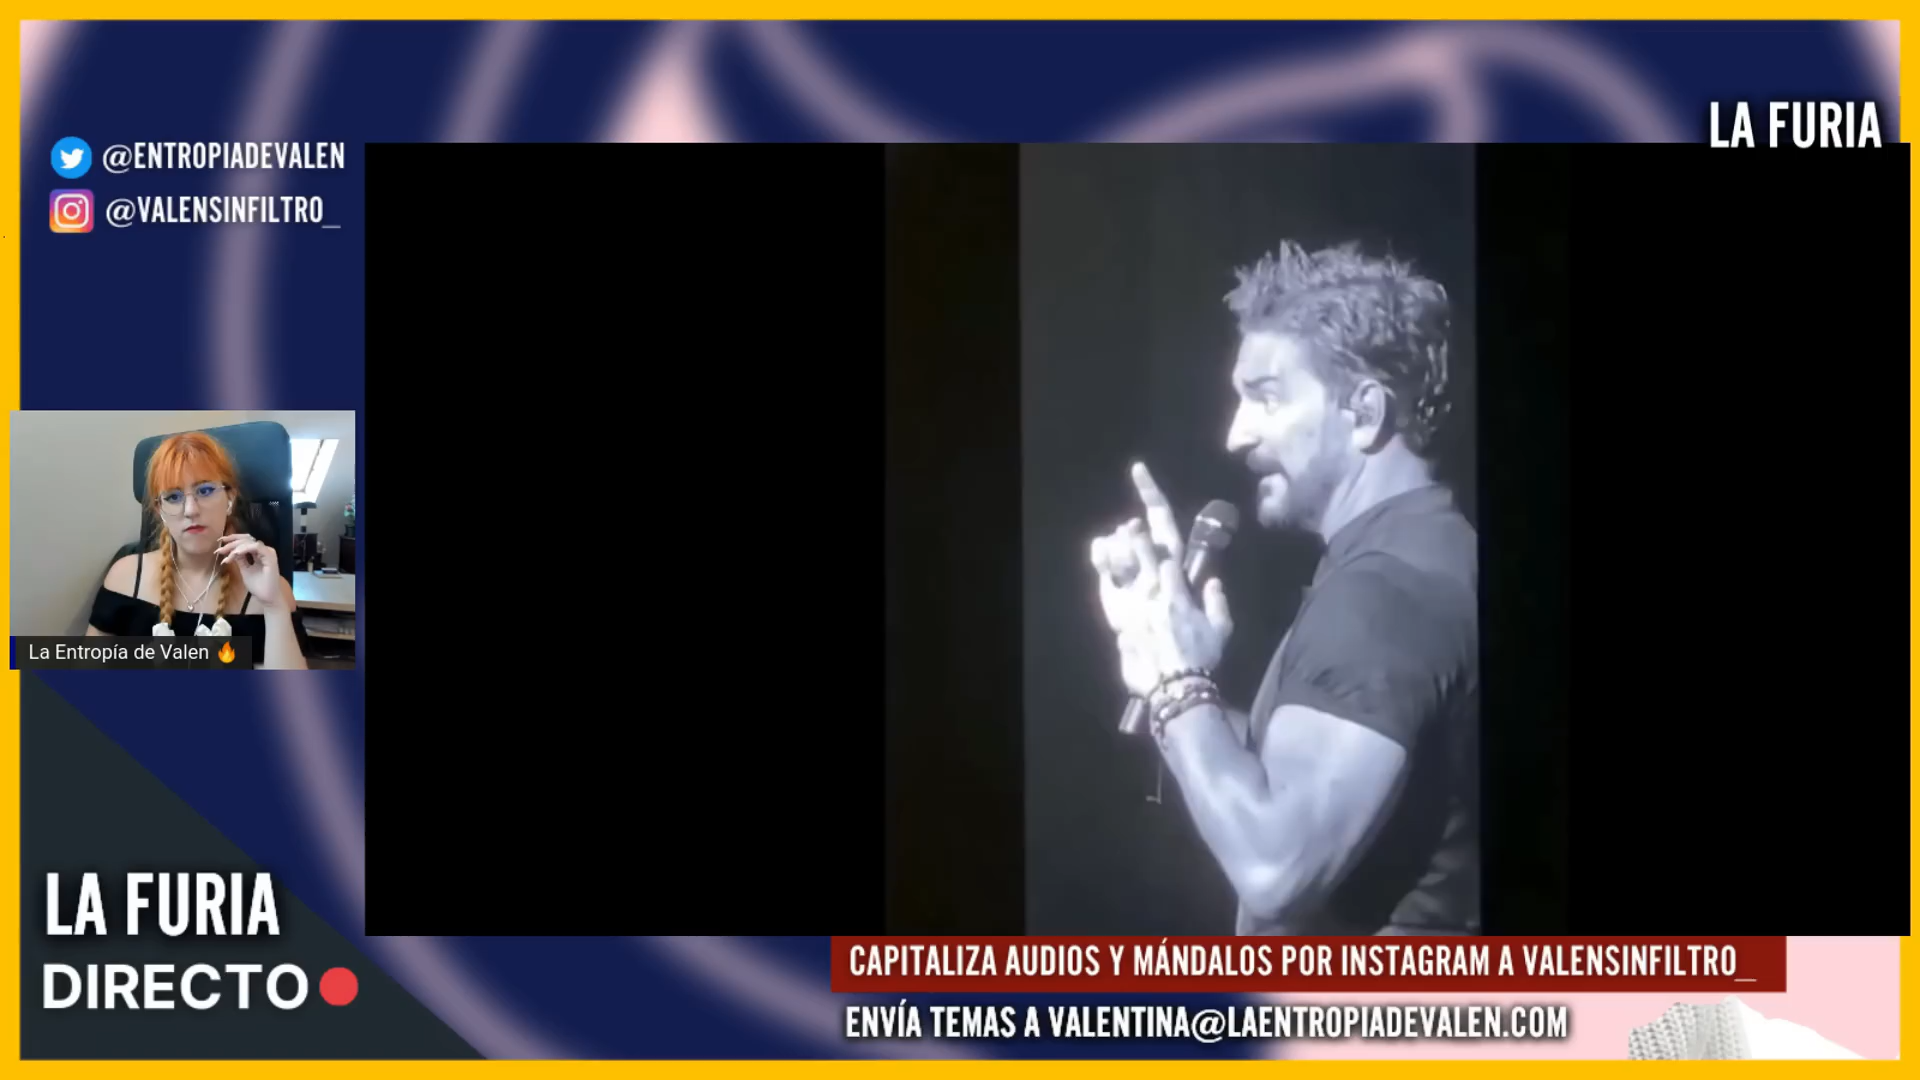 LA FURIA
@ENTROPIADEVALEN
@VALENSINFILTRO_
La Entropía de Valen 🔥
LA FURIA
DIRECTO
CAPITALIZA AUDIOS Y MÁNDALOS POR INSTAGRAM A VALENSINFILTRO_
ENVÍA TEMAS A VALENTINA@LAENTROPIADEVALEN.COM